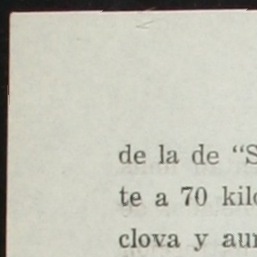 de la de “S
te a 70 kil
clova y au